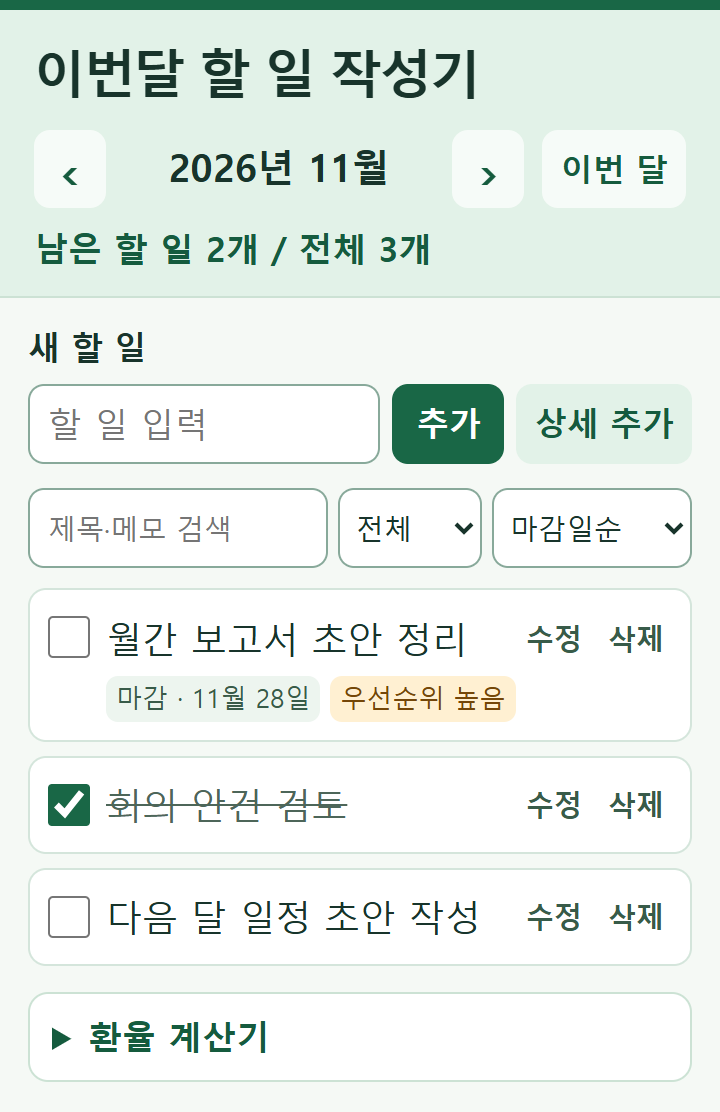 이번달 할 일 작성기
‹ 2026년 11월 › 이번 달
남은 할 일 2개 / 전체 3개
새 할 일
할 일 입력 추가 상세 추가
제목·메모 검색 전체 마감일순
월간 보고서 초안 정리 수정 삭제
마감 · 11월 28일 우선순위 높음
회의 안건 검토 수정 삭제
다음 달 일정 초안 작성 수정 삭제
▶ 환율 계산기